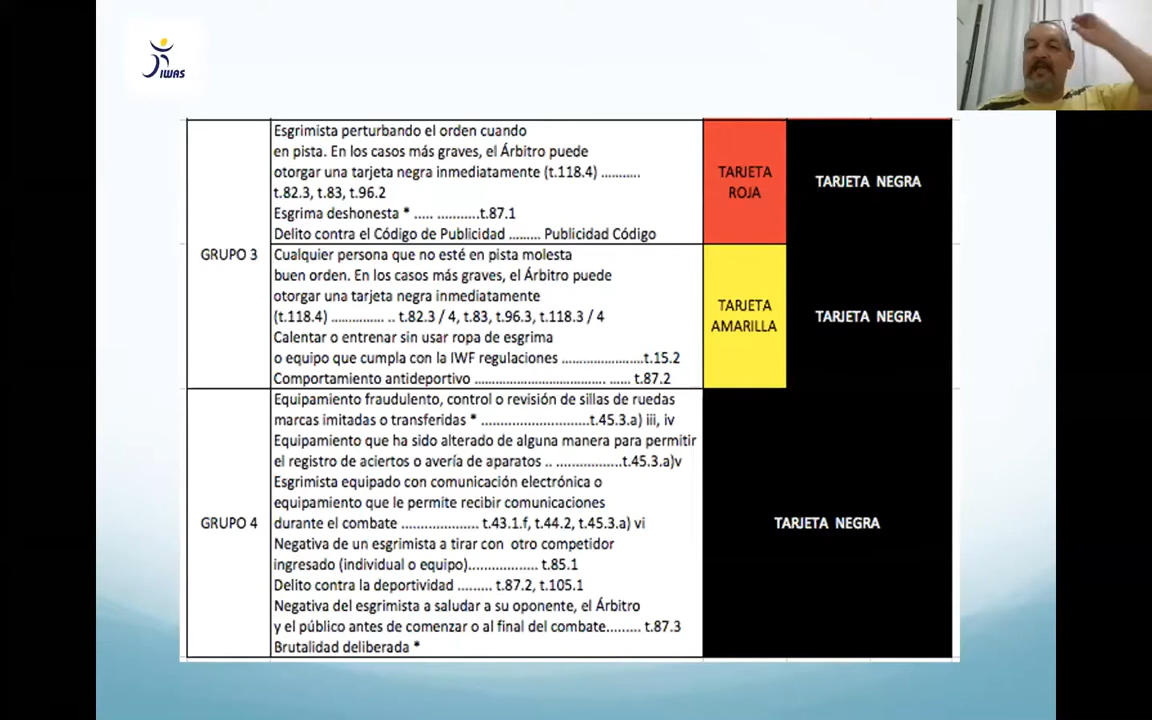 IWAS
Esgrimista perturbando el orden cuando
en pista. En los casos más graves, el Árbitro puede
otorgar una tarjeta negra inmediatamente (t.118.4) ...........
t.82.3, t.83, t.96.2
Esgrima deshonesta * ..... ...........t.87.1
Delito contra el Código de Publicidad ......... Publicidad Código
TARJETA
ROJA
TARJETA NEGRA
GRUPO 3
Cualquier persona que no esté en pista molesta
buen orden. En los casos más graves, el Árbitro puede
otorgar una tarjeta negra inmediatamente
(t.118.4) ............... .. t.82.3 / 4, t.83, t.96.3, t.118.3 / 4
Calentar o entrenar sin usar ropa de esgrima
o equipo que cumpla con la IWF regulaciones .......................t.15.2
Comportamiento antideportivo ..................................... ...... t.87.2
TARJETA
AMARILLA
TARJETA NEGRA
GRUPO 4
Equipamiento fraudulento, control o revisión de sillas de ruedas
marcas imitadas o transferidas * ..............................t.45.3.a) iii, iv
Equipamiento que ha sido alterado de alguna manera para permitir
el registro de aciertos o avería de aparatos .. ..................t.45.3.a)v
Esgrimista equipado con comunicación electrónica o
equipamiento que le permite recibir comunicaciones
durante el combate ...................... t.43.1.f, t.44.2, t.45.3.a) vi
Negativa de un esgrimista a tirar con otro competidor
ingresado (individual o equipo)................... t.85.1
Delito contra la deportividad ......... t.87.2, t.105.1
Negativa del esgrimista a saludar a su oponente, el Árbitro
y el público antes de comenzar o al final del combate......... t.87.3
Brutalidad deliberada *
TARJETA NEGRA